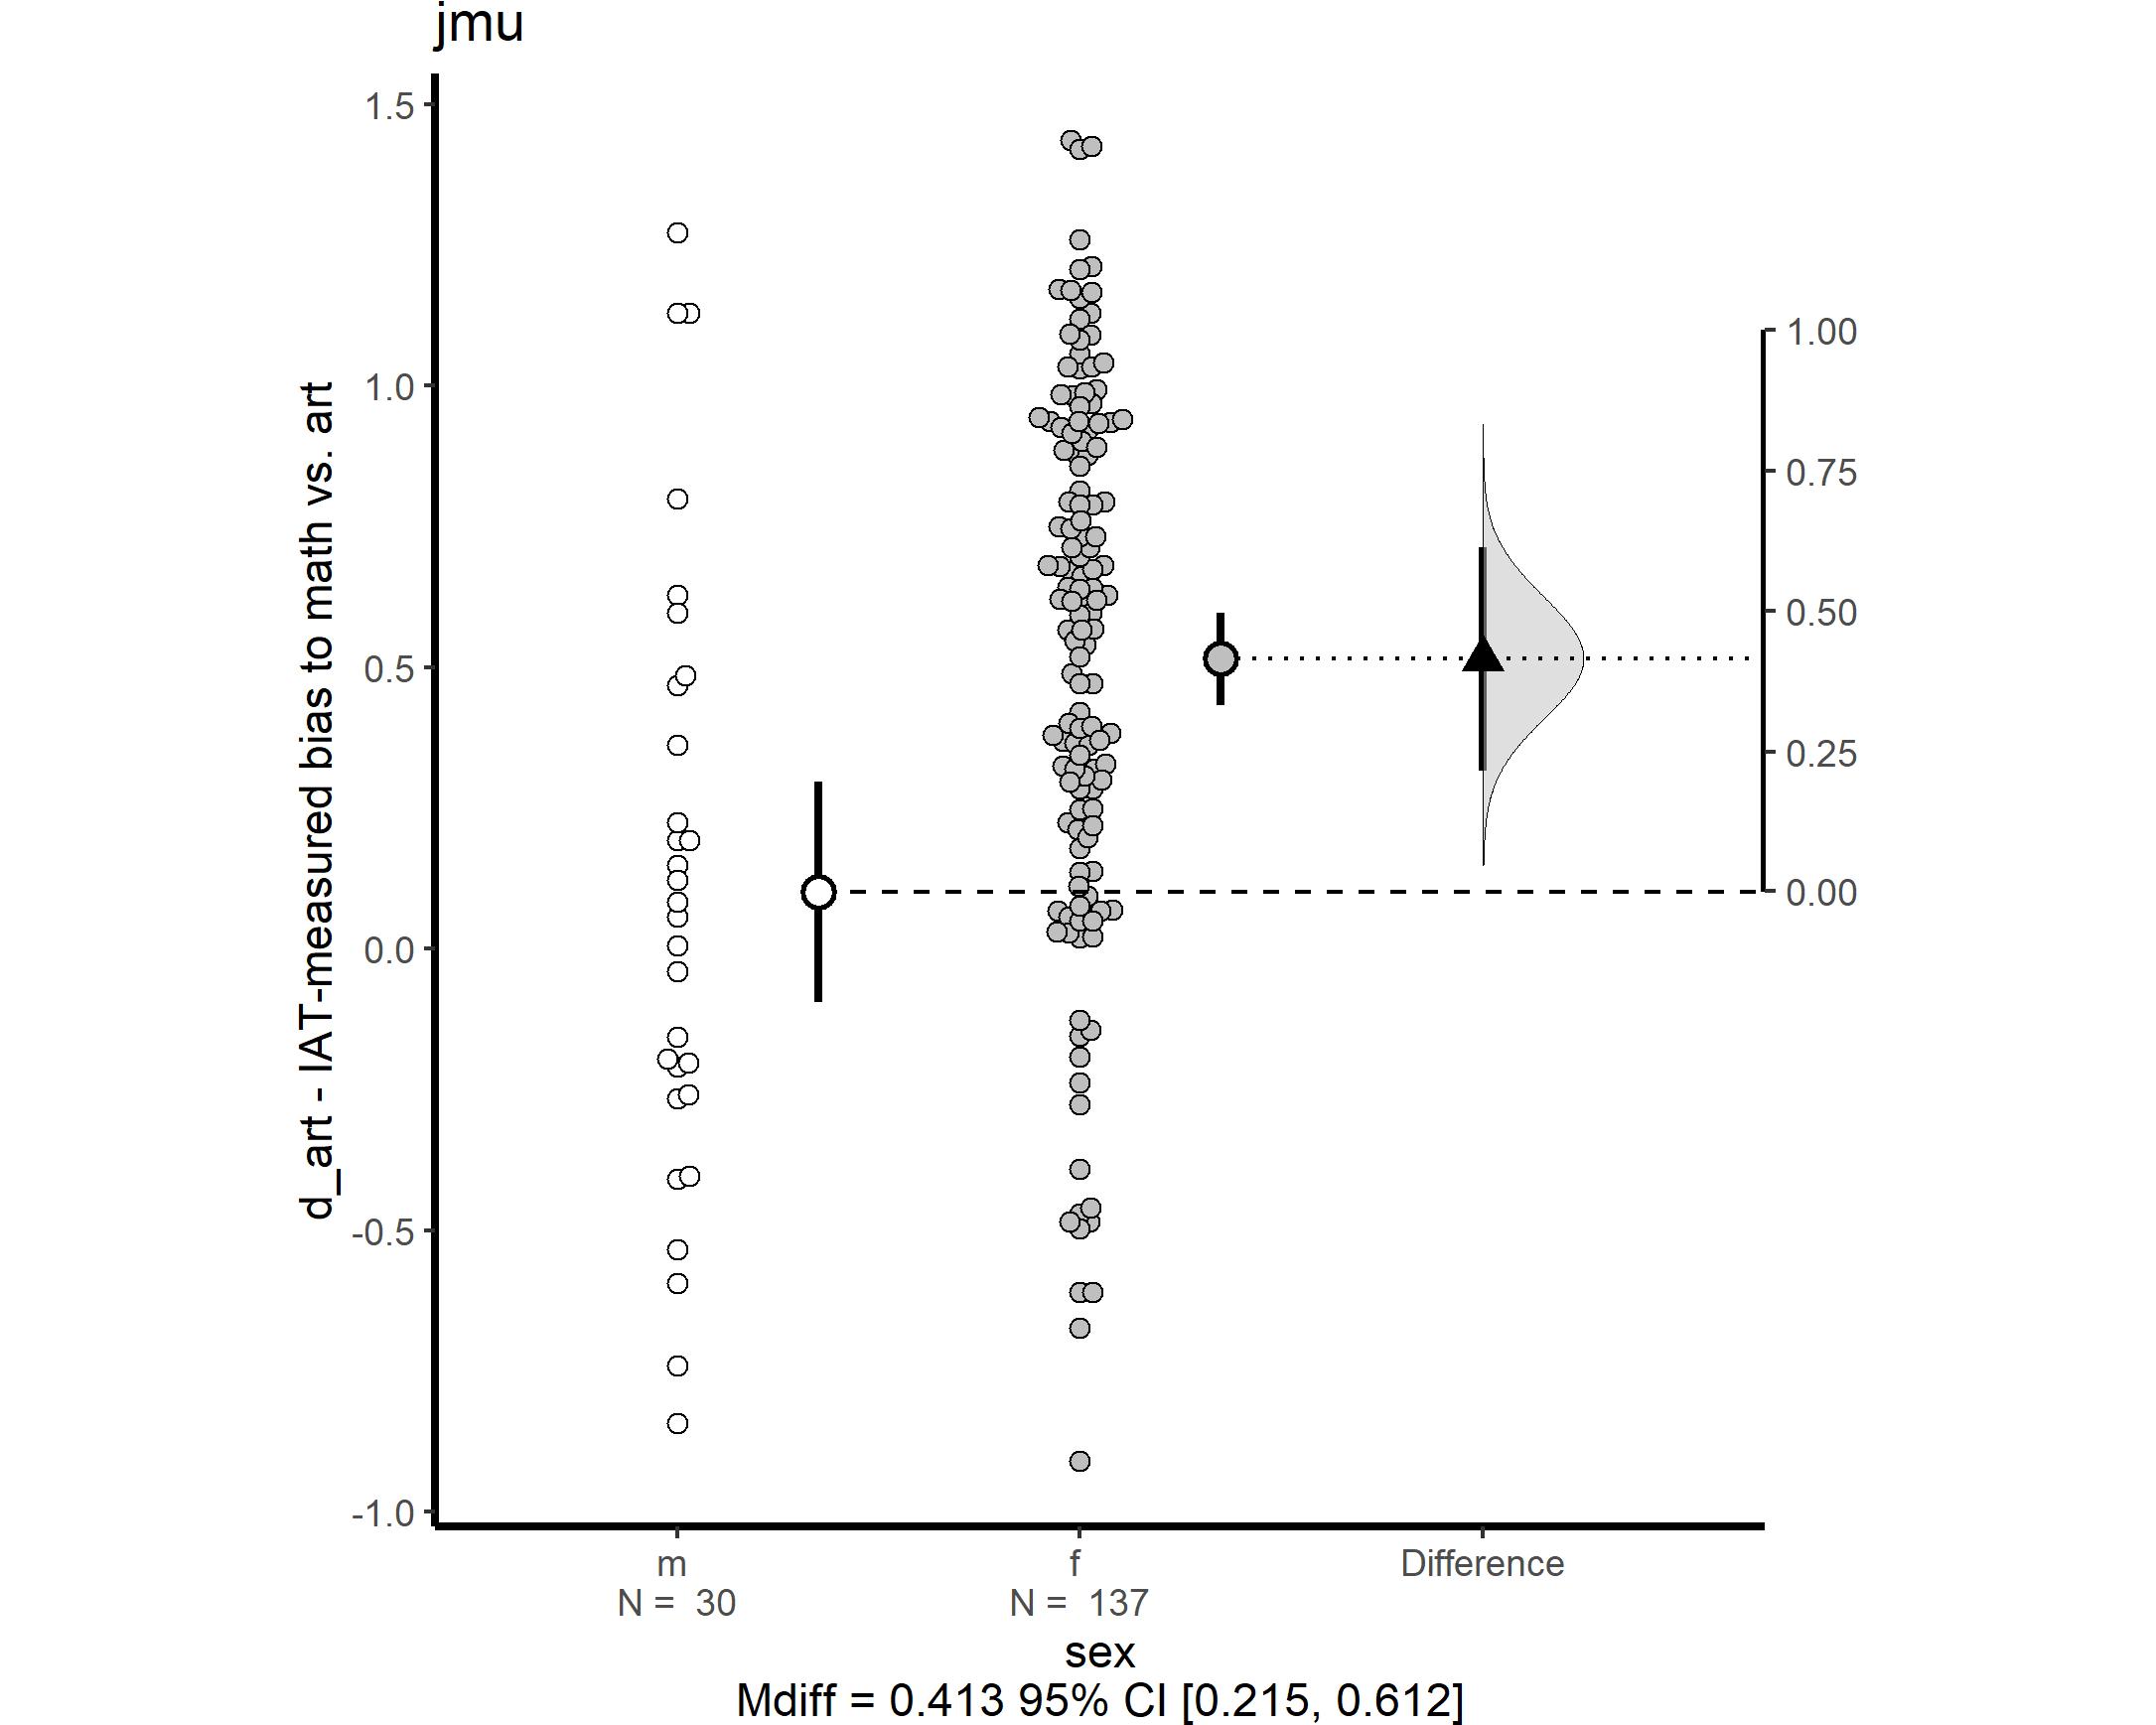 jmu
d_art - IAT-measured bias to math vs. art
1.5
1.0
0.5
0.0
-0.5
-1.0
1.00
0.75
0.50
0.25
0.00
m
N = 30
f
N = 137
Difference
sex
Mdiff = 0.413 95% CI [0.215, 0.612]